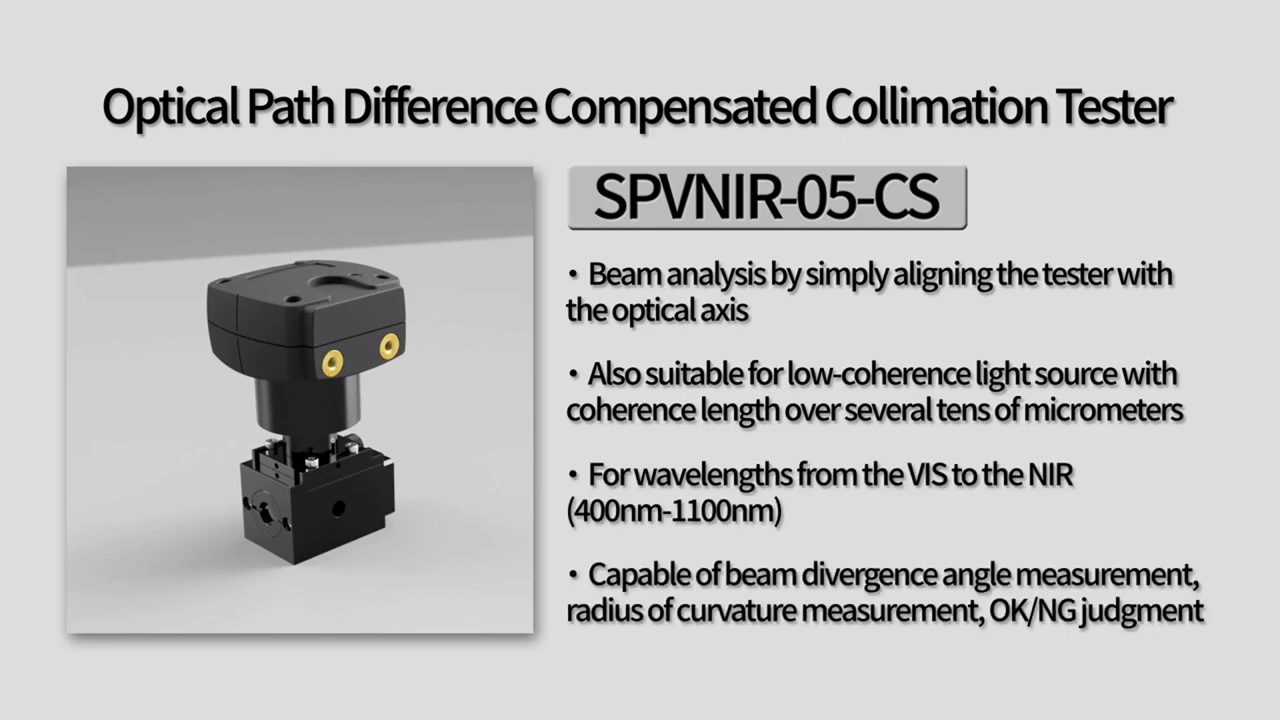 Optical Path Difference Compensated Collimation Tester
SPVNIR-05-CS
・ Beam analysis by simply aligning the tester with
the optical axis
・ Also suitable for low-coherence light source with
coherence length over several tens of micrometers
・ For wavelengths from the VIS to the NIR
(400nm-1100nm)
・ Capable of beam divergence angle measurement,
radius of curvature measurement, OK/NG judgment